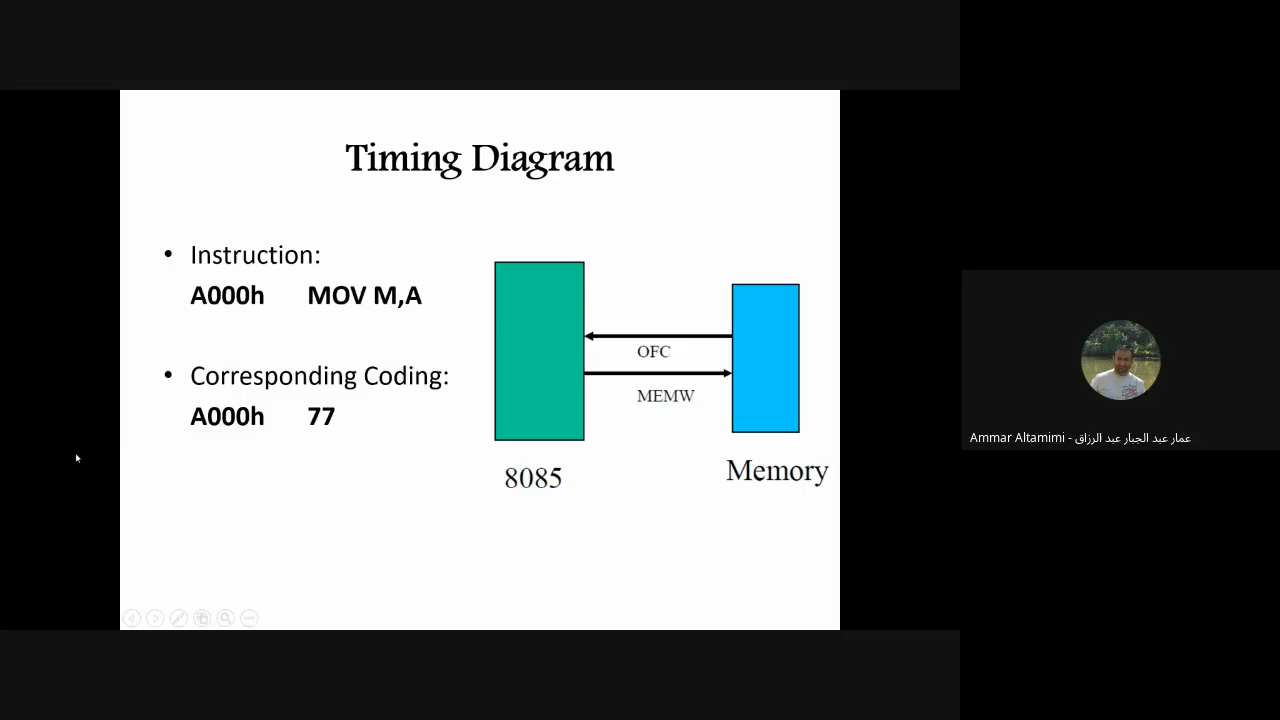 Timing Diagram
• Instruction:
A000h MOV M,A
• Corresponding Coding:
A000h 77
OFC
MEMW
8085
Memory
Ammar Altamimi - عمار عبد الجبار عبد الرزاق